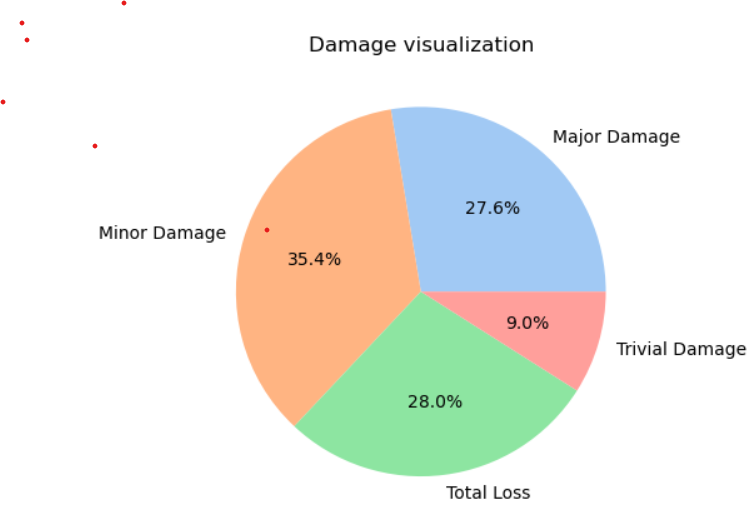 Damage visualization
Major Damage
27.6%
Minor Damage
35.4%
9.0%
Trivial Damage
28.0%
Total Loss